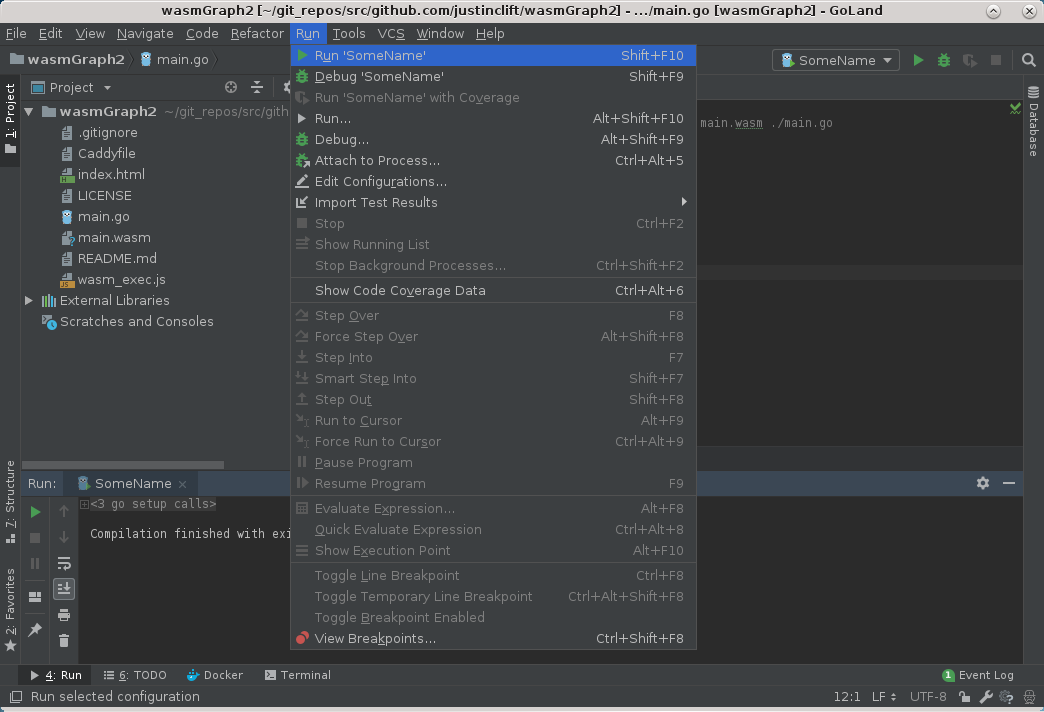 wasmGraph2 [~/git_repos/src/github.com/justinclift/wasmGraph2] - .../main.go [wasmGraph2] - GoLand
File Edit View Navigate Code Refactor Run Tools VCS Window Help
wasmGraph2 main.go SomeName
1: Project
Project
wasmGraph2 ~/git_repos/src/gith
.gitignore
Caddyfile
index.html
LICENSE
main.go
main.wasm
README.md
wasm_exec.js
External Libraries
Scratches and Consoles
Run 'SomeName' Shift+F10
Debug 'SomeName' Shift+F9
Run 'SomeName' with Coverage
Run... Alt+Shift+F10
Debug... Alt+Shift+F9
Attach to Process... Ctrl+Alt+5
Edit Configurations...
Import Test Results
Stop Ctrl+F2
Show Running List
Stop Background Processes... Ctrl+Shift+F2
Show Code Coverage Data Ctrl+Alt+6
Step Over F8
Force Step Over Alt+Shift+F8
Step Into F7
Smart Step Into Shift+F7
Step Out Shift+F8
Run to Cursor Alt+F9
Force Run to Cursor Ctrl+Alt+9
Pause Program
Resume Program F9
Evaluate Expression... Alt+F8
Quick Evaluate Expression Ctrl+Alt+8
Show Execution Point Alt+F10
Toggle Line Breakpoint Ctrl+F8
Toggle Temporary Line Breakpoint Ctrl+Alt+Shift+F8
Toggle Breakpoint Enabled
View Breakpoints... Ctrl+Shift+F8
main.wasm ./main.go
Database
7: Structure
2: Favorites
Run: SomeName
<3 go setup calls>
Compilation finished with exi
4: Run 6: TODO Docker Terminal 1 Event Log
Run selected configuration 12:1 LF UTF-8